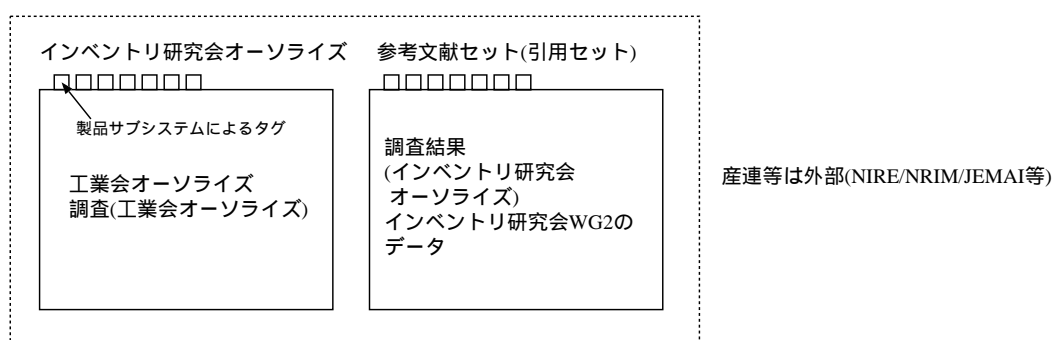 インベントリ研究会オーソライズ
参考文献セット(引用セット)
製品サブシステムによるタグ
工業会オーソライズ
調査(工業会オーソライズ)
調査結果
(インベントリ研究会
オーソライズ)
インベントリ研究会WG2の
データ
産連等は外部(NIRE/NRIM/JEMAI等)